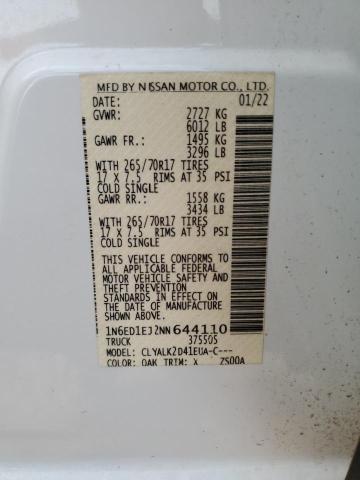 MFD BY NISSAN MOTOR CO., LTD.
DATE: 01/22
GVWR: 2727 KG
6012 LB
GAWR FR.: 1495 KG
3296 LB
WITH 265/70R17 TIRES
17 X 7.5 RIMS AT 35 PSI
COLD SINGLE
GAWR RR.: 1558 KG
3434 LB
WITH 265/70R17 TIRES
17 X 7.5 RIMS AT 35 PSI
COLD SINGLE
THIS VEHICLE CONFORMS TO
ALL APPLICABLE FEDERAL
MOTOR VEHICLE SAFETY AND
THEFT PREVENTION
STANDARDS IN EFFECT ON THE
DATE OF MANUFACTURE
SHOWN ABOVE.
1N6ED1EJ2NN644110
TRUCK 375505
MODEL: CLYALK2D41EUA-C---
COLOR: QAK TRIM: X ZS00A